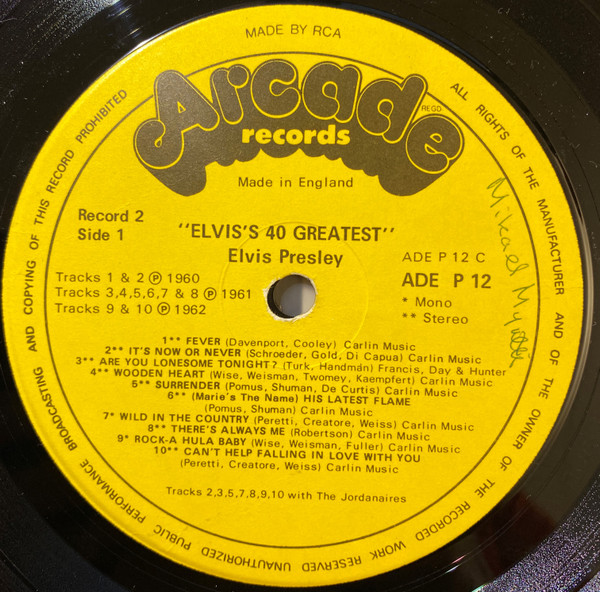 MADE BY RCA
Arcade
REGD
records
Made in England
Record 2
Side 1
"ELVIS'S 40 GREATEST"
Elvis Presley
ADE P 12 C
ADE P 12
* Mono
** Stereo
Tracks 1 & 2 Ⓟ 1960
Tracks 3,4,5,6,7 & 8 Ⓟ 1961
Tracks 9 & 10 Ⓟ 1962
1** FEVER (Davenport, Cooley) Carlin Music
2** IT'S NOW OR NEVER (Schroeder, Gold, Di Capua) Carlin Music
3** ARE YOU LONESOME TONIGHT? (Turk, Handman) Francis, Day & Hunter
4** WOODEN HEART (Wise, Weisman, Twomey, Kaempfert) Carlin Music
5** SURRENDER (Pomus, Shuman, De Curtis) Carlin Music
6** (Marie's The Name) HIS LATEST FLAME
(Pomus, Shuman) Carlin Music
7* WILD IN THE COUNTRY (Peretti, Creatore, Weiss) Carlin Music
8** THERE'S ALWAYS ME (Robertson) Carlin Music
9* ROCK-A HULA BABY (Wise, Weisman, Fuller) Carlin Music
10** CAN'T HELP FALLING IN LOVE WITH YOU
(Peretti, Creatore, Weiss) Carlin Music
Tracks 2,3,5,7,8,9,10 with The Jordanaires
ALL RIGHTS OF THE MANUFACTURER AND OF THE OWNER OF THE RECORDED WORK RESERVED UNAUTHORIZED PUBLIC PERFORMANCE BROADCASTING AND COPYING OF THIS RECORD PROHIBITED
Mikael